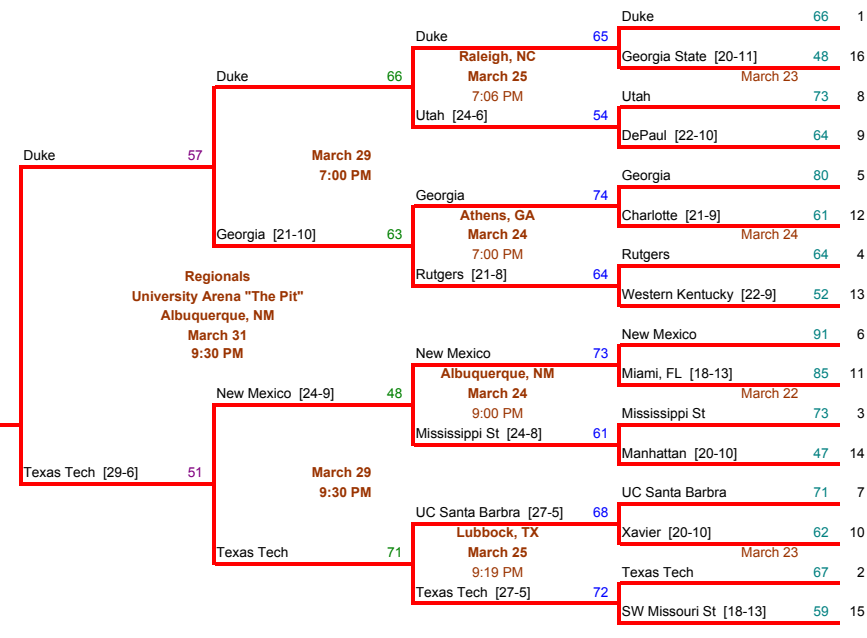 Duke 66 1
Duke 65
Raleigh, NC
Georgia State [20-11] 48 16
Duke 66
March 25
March 23
7:06 PM
Utah 73 8
Utah [24-6] 54
DePaul [22-10] 64 9
Duke 57
March 29
7:00 PM
Georgia 80 5
Georgia 74
Athens, GA
Charlotte [21-9] 61 12
Georgia [21-10] 63
March 24
March 24
7:00 PM
Rutgers 64 4
Rutgers [21-8] 64
Regionals
University Arena "The Pit"
Western Kentucky [22-9] 52 13
Albuquerque, NM
March 31
New Mexico 91 6
9:30 PM
New Mexico 73
Albuquerque, NM
Miami, FL [18-13] 85 11
New Mexico [24-9] 48
March 24
March 22
9:00 PM
Mississippi St 73 3
Mississippi St [24-8] 61
Manhattan [20-10] 47 14
Texas Tech [29-6] 51
March 29
9:30 PM
UC Santa Barbra 71 7
UC Santa Barbra [27-5] 68
Lubbock, TX
Xavier [20-10] 62 10
Texas Tech 71
March 25
March 23
9:19 PM
Texas Tech 67 2
Texas Tech [27-5] 72
SW Missouri St [18-13] 59 15